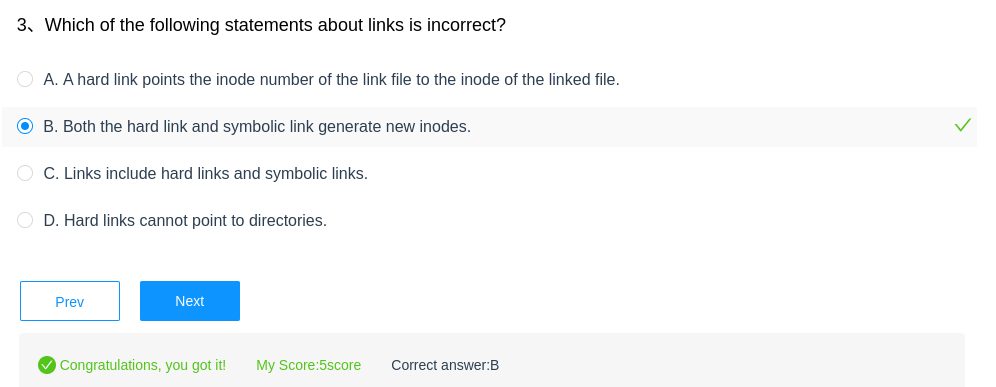 3、Which of the following statements about links is incorrect?
A. A hard link points the inode number of the link file to the inode of the linked file.
B. Both the hard link and symbolic link generate new inodes.
C. Links include hard links and symbolic links.
D. Hard links cannot point to directories.
Prev Next
Congratulations, you got it! My Score:5score Correct answer:B